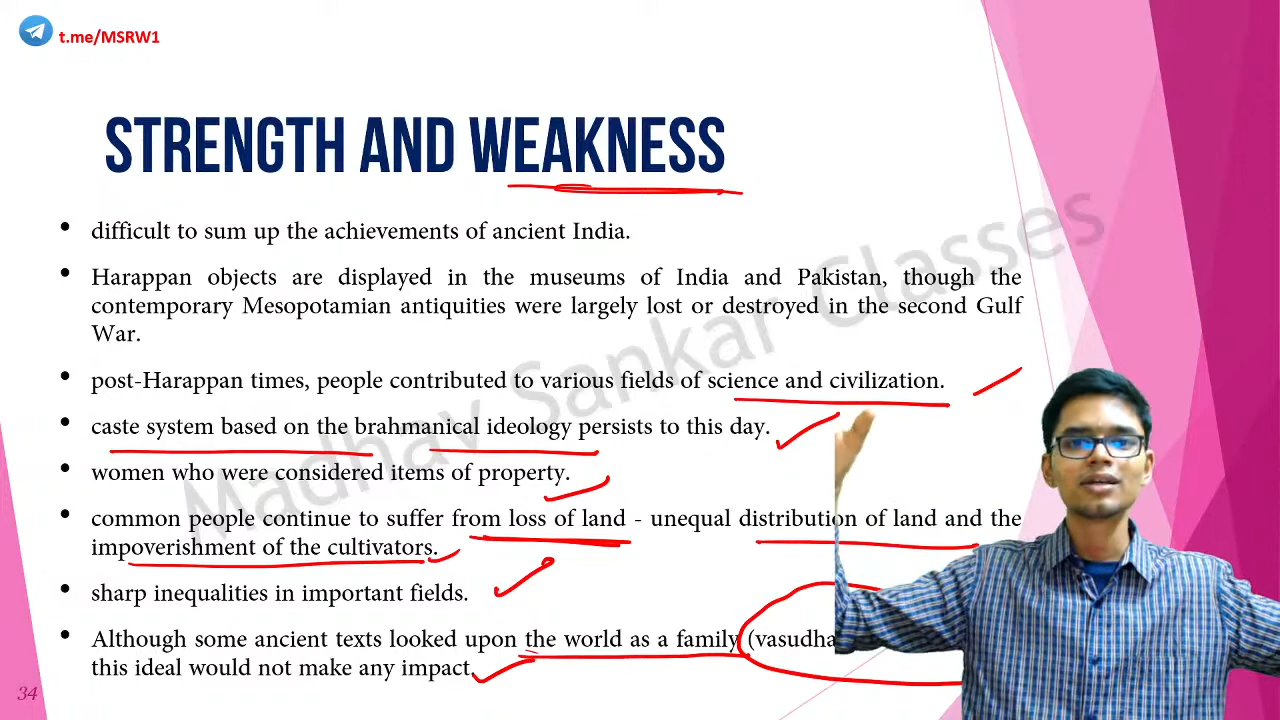 t.me/MSRW1
STRENGTH AND WEAKNESS
• difficult to sum up the achievements of ancient India.
• Harappan objects are displayed in the museums of India and Pakistan, though the
contemporary Mesopotamian antiquities were largely lost or destroyed in the second Gulf
War.
• post-Harappan times, people contributed to various fields of science and civilization.
• caste system based on the brahmanical ideology persists to this day.
• women who were considered items of property.
• common people continue to suffer from loss of land - unequal distribution of land and the
impoverishment of the cultivators.
• sharp inequalities in important fields.
• Although some ancient texts looked upon the world as a family (vasudha
this ideal would not make any impact.
Madhav Sankar Classes
34